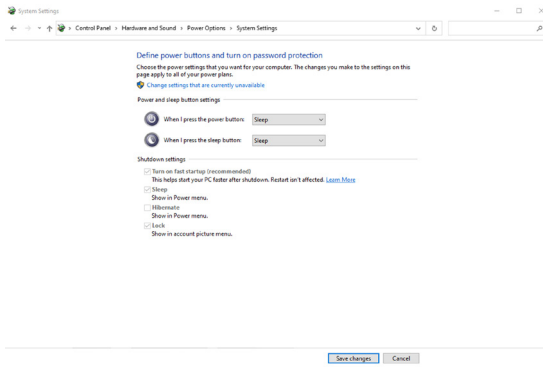 System Settings
Control Panel > Hardware and Sound > Power Options > System Settings
Define power buttons and turn on password protection
Choose the power settings that you want for your computer. The changes you make to the settings on this
page apply to all of your power plans.
Change settings that are currently unavailable
Power and sleep button settings
When I press the power button: Sleep
When I press the sleep button: Sleep
Shutdown settings
Turn on fast startup (recommended)
This helps start your PC faster after shutdown. Restart isn't affected. Learn More
Sleep
Show in Power menu.
Hibernate
Show in Power menu.
Lock
Show in account picture menu.
Save changes Cancel